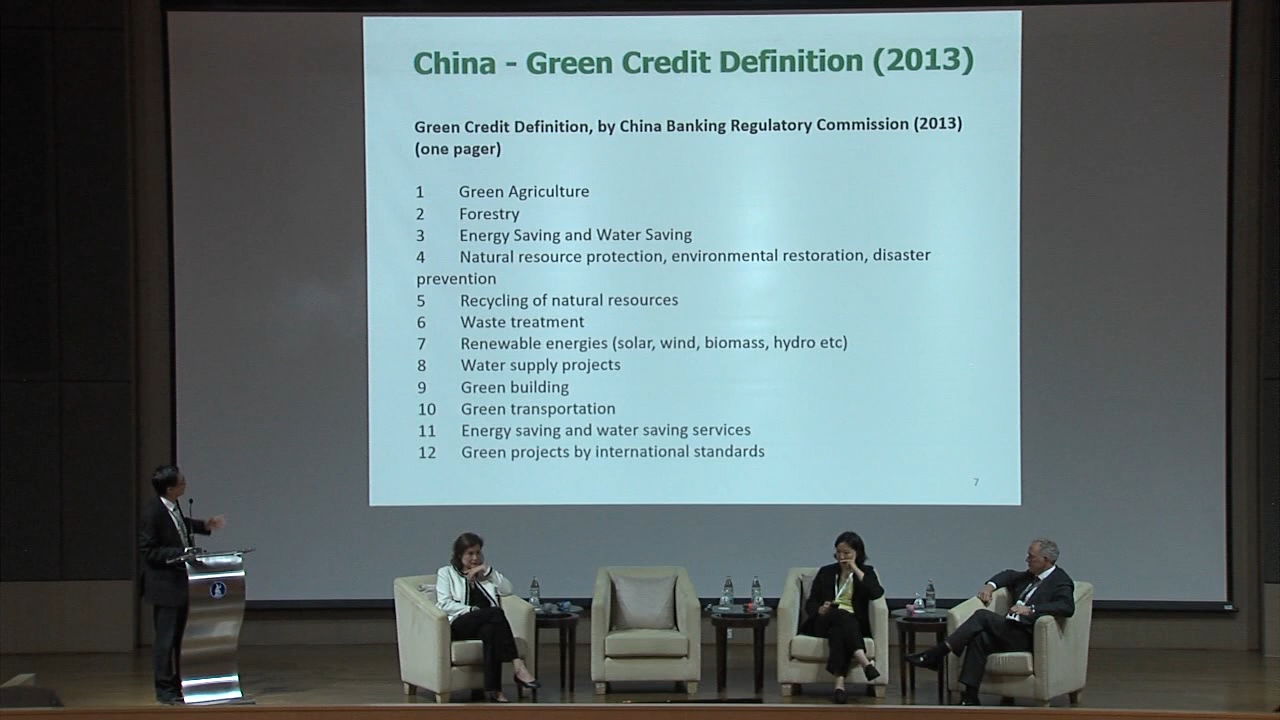 China - Green Credit Definition (2013)
Green Credit Definition, by China Banking Regulatory Commission (2013)
(one pager)
1 Green Agriculture
2 Forestry
3 Energy Saving and Water Saving
4 Natural resource protection, environmental restoration, disaster
prevention
5 Recycling of natural resources
6 Waste treatment
7 Renewable energies (solar, wind, biomass, hydro etc)
8 Water supply projects
9 Green building
10 Green transportation
11 Energy saving and water saving services
12 Green projects by international standards
7